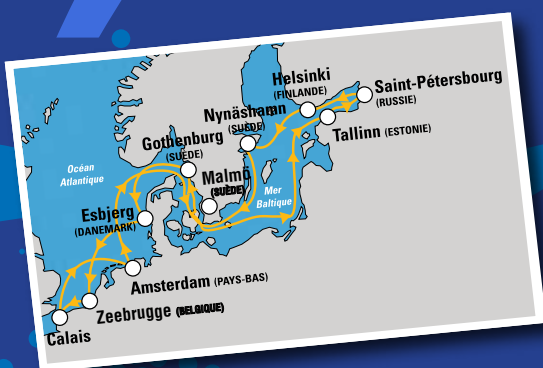 Helsinki
(FINLANDE)
Saint-Pétersbourg
(RUSSIE)
Nynäshamn
(SUÈDE)
Tallinn (ESTONIE)
Gothenburg
(SUÈDE)
Malmö
(SUÈDE)
Océan
Atlantique
Mer
Baltique
Esbjerg
(DANEMARK)
Amsterdam (PAYS-BAS)
Zeebrugge (BELGIQUE)
Calais